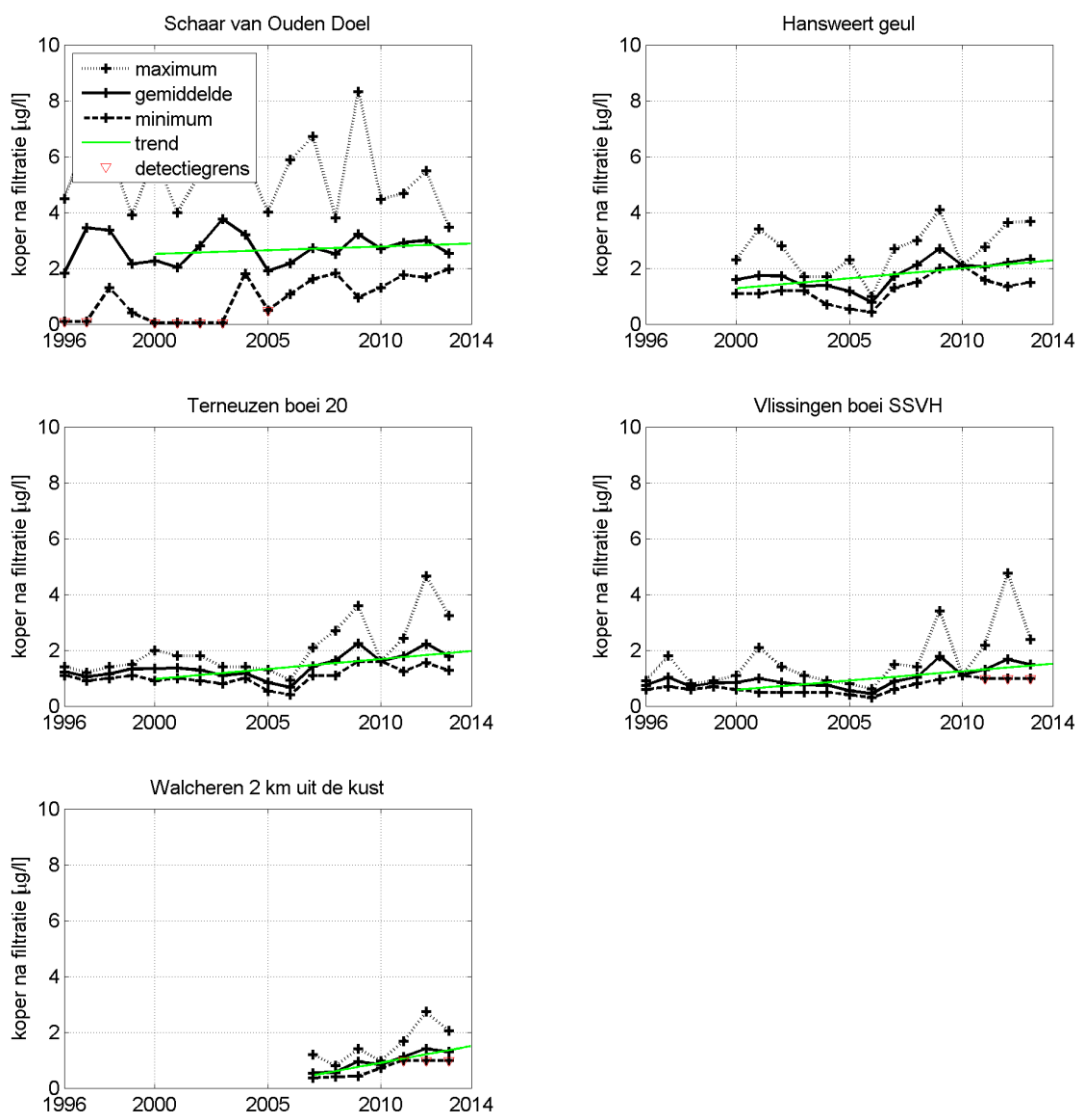 Schaar van Ouden Doel
koper na filtratie [µg/l]
10
8
6
4
2
0
maximum
gemiddelde
minimum
trend
detectiegrens
1996 2000 2005 2010 2014
Hansweert geul
koper na filtratie [µg/l]
10
8
6
4
2
0
1996 2000 2005 2010 2014
Terneuzen boei 20
koper na filtratie [µg/l]
10
8
6
4
2
0
1996 2000 2005 2010 2014
Vlissingen boei SSVH
koper na filtratie [µg/l]
10
8
6
4
2
0
1996 2000 2005 2010 2014
Walcheren 2 km uit de kust
koper na filtratie [µg/l]
10
8
6
4
2
0
1996 2000 2005 2010 2014